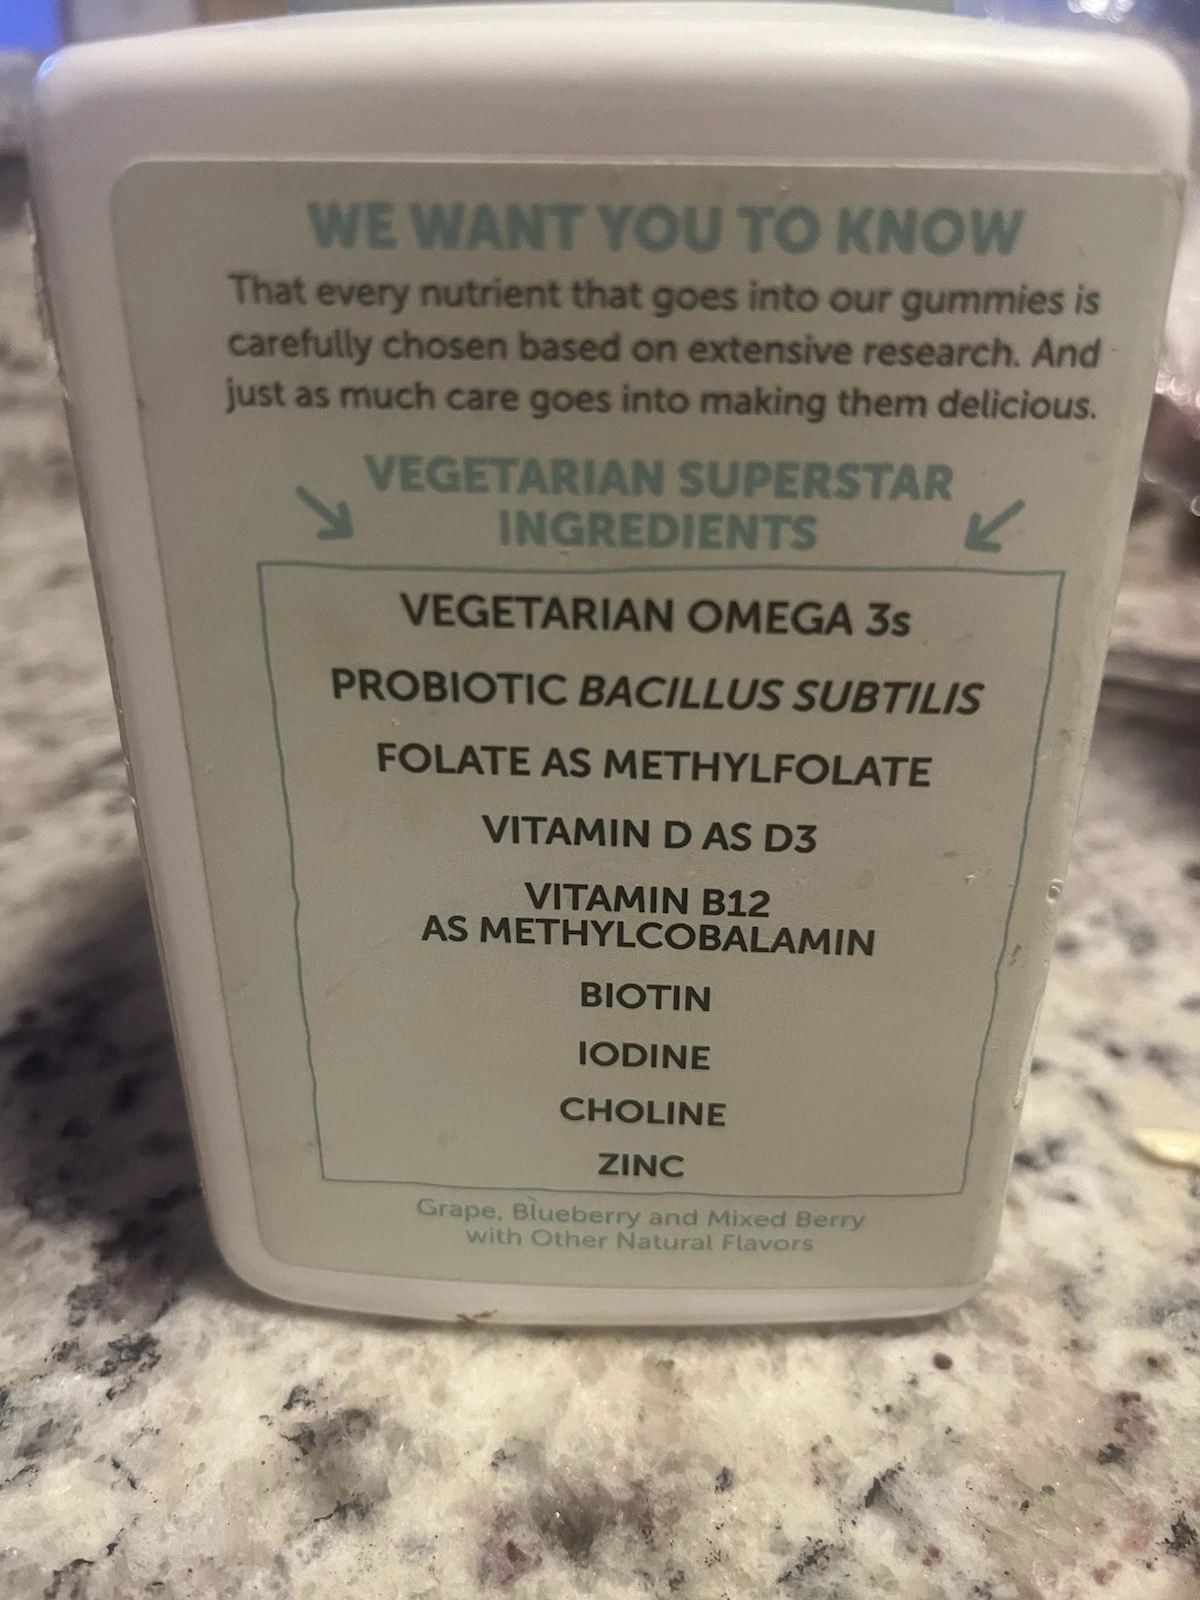 WE WANT YOU TO KNOW
That every nutrient that goes into our gummies is
carefully chosen based on extensive research. And
just as much care goes into making them delicious.
VEGETARIAN SUPERSTAR
INGREDIENTS
VEGETARIAN OMEGA 3s
PROBIOTIC BACILLUS SUBTILIS
FOLATE AS METHYLFOLATE
VITAMIN D AS D3
VITAMIN B12
AS METHYLCOBALAMIN
BIOTIN
IODINE
CHOLINE
ZINC
Grape, Blueberry and Mixed Berry
with Other Natural Flavors